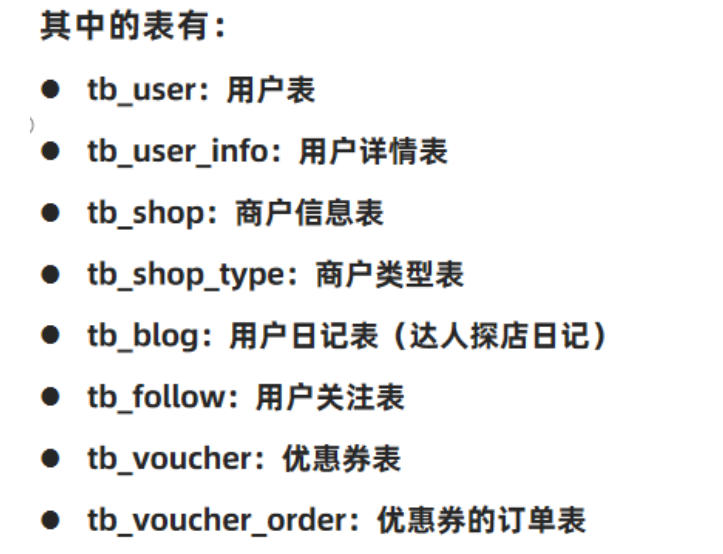 其中的表有：
● tb_user：用户表
● tb_user_info：用户详情表
● tb_shop：商户信息表
● tb_shop_type：商户类型表
● tb_blog：用户日记表（达人探店日记）
● tb_follow：用户关注表
● tb_voucher：优惠券表
● tb_voucher_order：优惠券的订单表